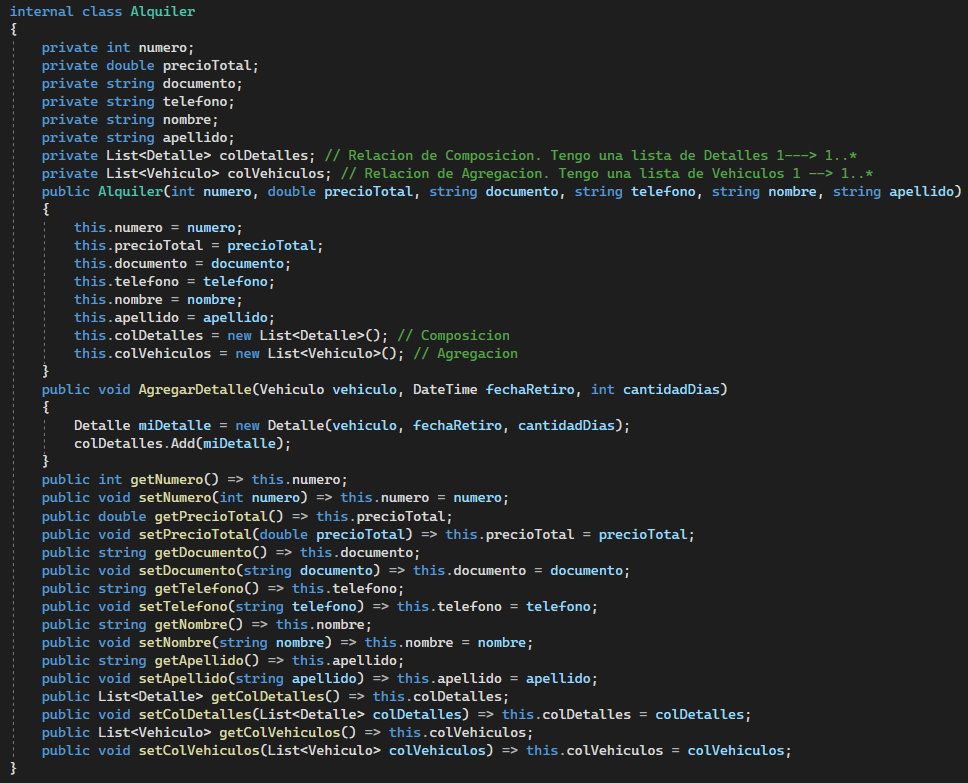 internal class Alquiler
{
    private int numero;
    private double precioTotal;
    private string documento;
    private string telefono;
    private string nombre;
    private string apellido;
    private List<Detalle> colDetalles; // Relacion de Composicion. Tengo una lista de Detalles 1---> 1..*
    private List<Vehiculo> colVehiculos; // Relacion de Agregacion. Tengo una lista de Vehiculos 1 --> 1..*
    public Alquiler(int numero, double precioTotal, string documento, string telefono, string nombre, string apellido)
    {
        this.numero = numero;
        this.precioTotal = precioTotal;
        this.documento = documento;
        this.telefono = telefono;
        this.nombre = nombre;
        this.apellido = apellido;
        this.colDetalles = new List<Detalle>(); // Composicion
        this.colVehiculos = new List<Vehiculo>(); // Agregacion
    }
    public void AgregarDetalle(Vehiculo vehiculo, DateTime fechaRetiro, int cantidadDias)
    {
        Detalle miDetalle = new Detalle(vehiculo, fechaRetiro, cantidadDias);
        colDetalles.Add(miDetalle);
    }
    public int getNumero() => this.numero;
    public void setNumero(int numero) => this.numero = numero;
    public double getPrecioTotal() => this.precioTotal;
    public void setPrecioTotal(double precioTotal) => this.precioTotal = precioTotal;
    public string getDocumento() => this.documento;
    public void setDocumento(string documento) => this.documento = documento;
    public string getTelefono() => this.telefono;
    public void setTelefono(string telefono) => this.telefono = telefono;
    public string getNombre() => this.nombre;
    public void setNombre(string nombre) => this.nombre = nombre;
    public string getApellido() => this.apellido;
    public void setApellido(string apellido) => this.apellido = apellido;
    public List<Detalle> getColDetalles() => this.colDetalles;
    public void setColDetalles(List<Detalle> colDetalles) => this.colDetalles = colDetalles;
    public List<Vehiculo> getColVehiculos() => this.colVehiculos;
    public void setColVehiculos(List<Vehiculo> colVehiculos) => this.colVehiculos = colVehiculos;
}